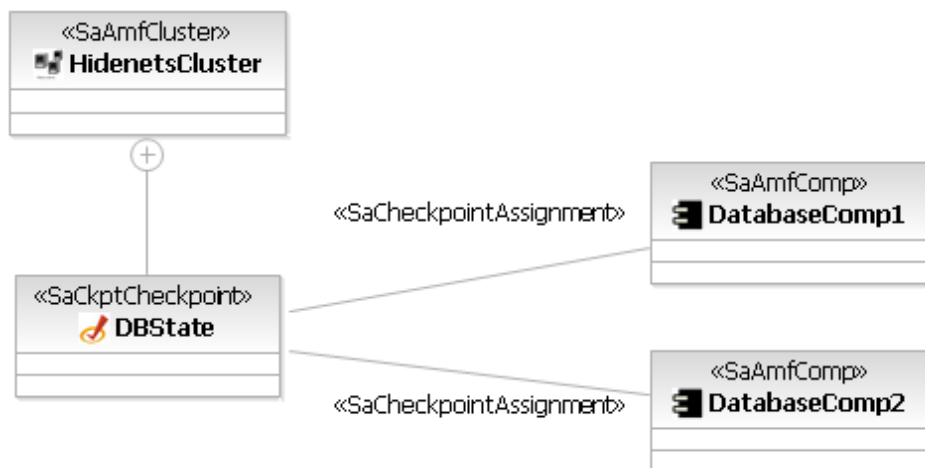 «SaAmfCluster»
HidenetsCluster
«SaCheckpointAssignment»
«SaAmfComp»
DatabaseComp1
«SaCkptCheckpoint»
DBState
«SaAmfComp»
DatabaseComp2
«SaCheckpointAssignment»